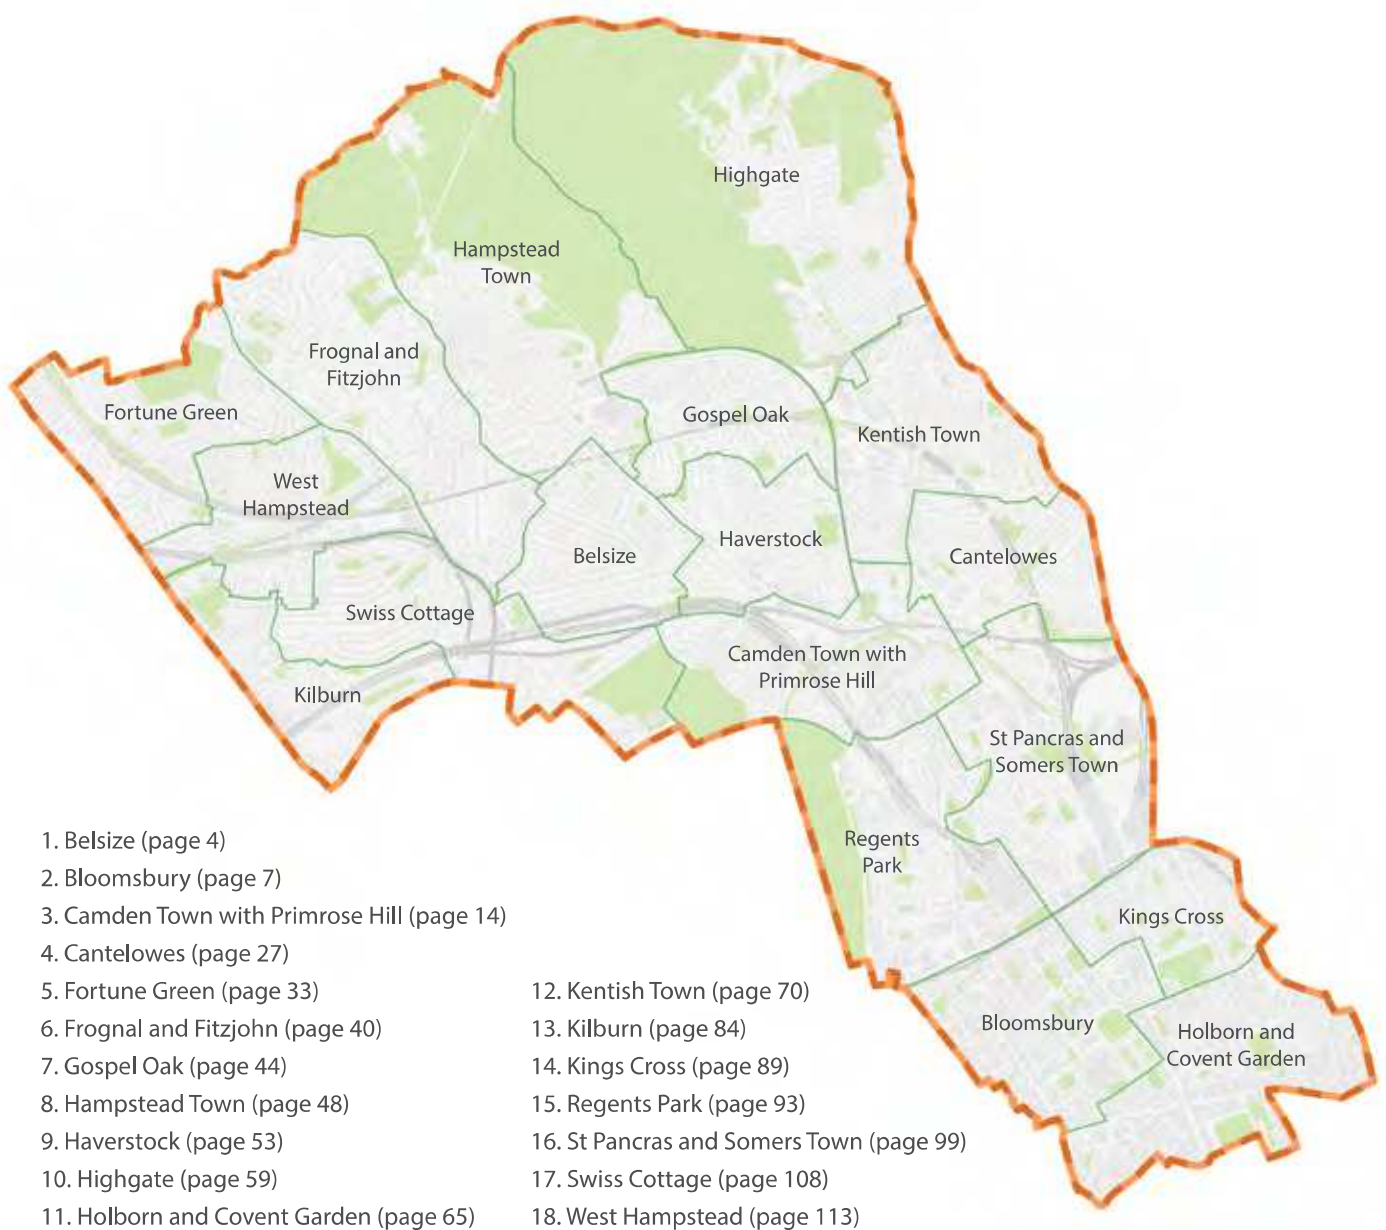 Highgate
Hampstead
Town
Frognal and
Fitzjohn
Fortune Green
Gospel Oak
Kentish Town
West
Hampstead
Haverstock
Belsize
Cantelowes
Swiss Cottage
Camden Town with
Primrose Hill
Kilburn
St Pancras and
Somers Town
Regents
Park
Kings Cross
Bloomsbury
Holborn and
Covent Garden
1. Belsize (page 4)
2. Bloomsbury (page 7)
3. Camden Town with Primrose Hill (page 14)
4. Cantelowes (page 27)
5. Fortune Green (page 33)
6. Frognal and Fitzjohn (page 40)
7. Gospel Oak (page 44)
8. Hampstead Town (page 48)
9. Haverstock (page 53)
10. Highgate (page 59)
11. Holborn and Covent Garden (page 65)
12. Kentish Town (page 70)
13. Kilburn (page 84)
14. Kings Cross (page 89)
15. Regents Park (page 93)
16. St Pancras and Somers Town (page 99)
17. Swiss Cottage (page 108)
18. West Hampstead (page 113)